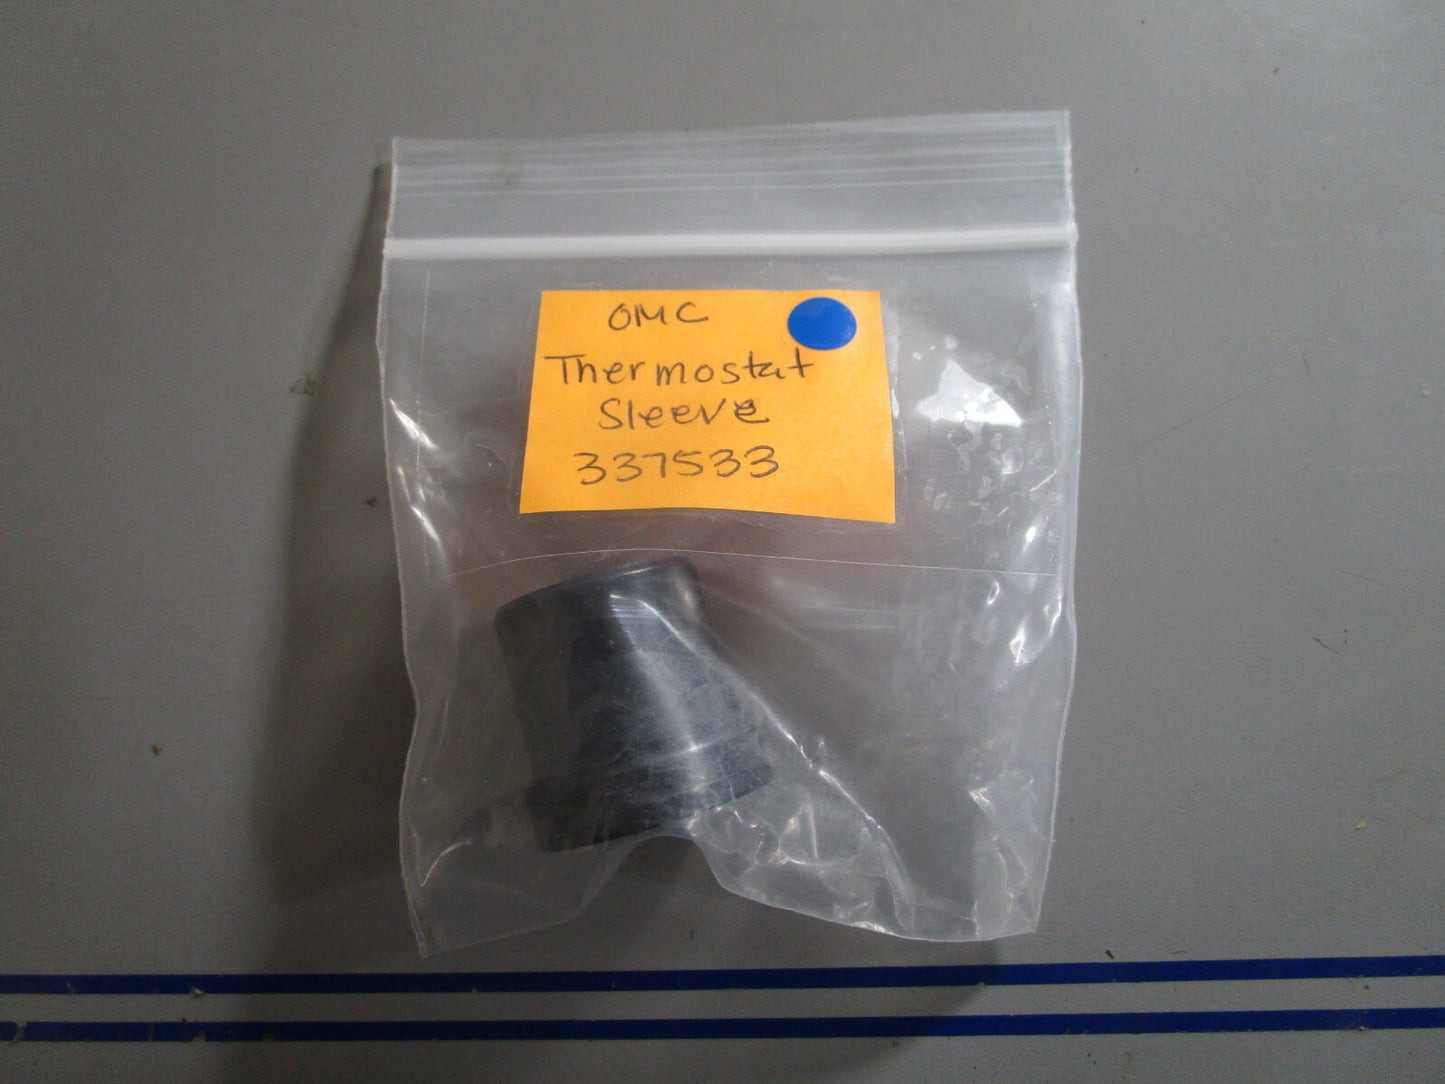 OMC
Thermostat
Sleeve
337533